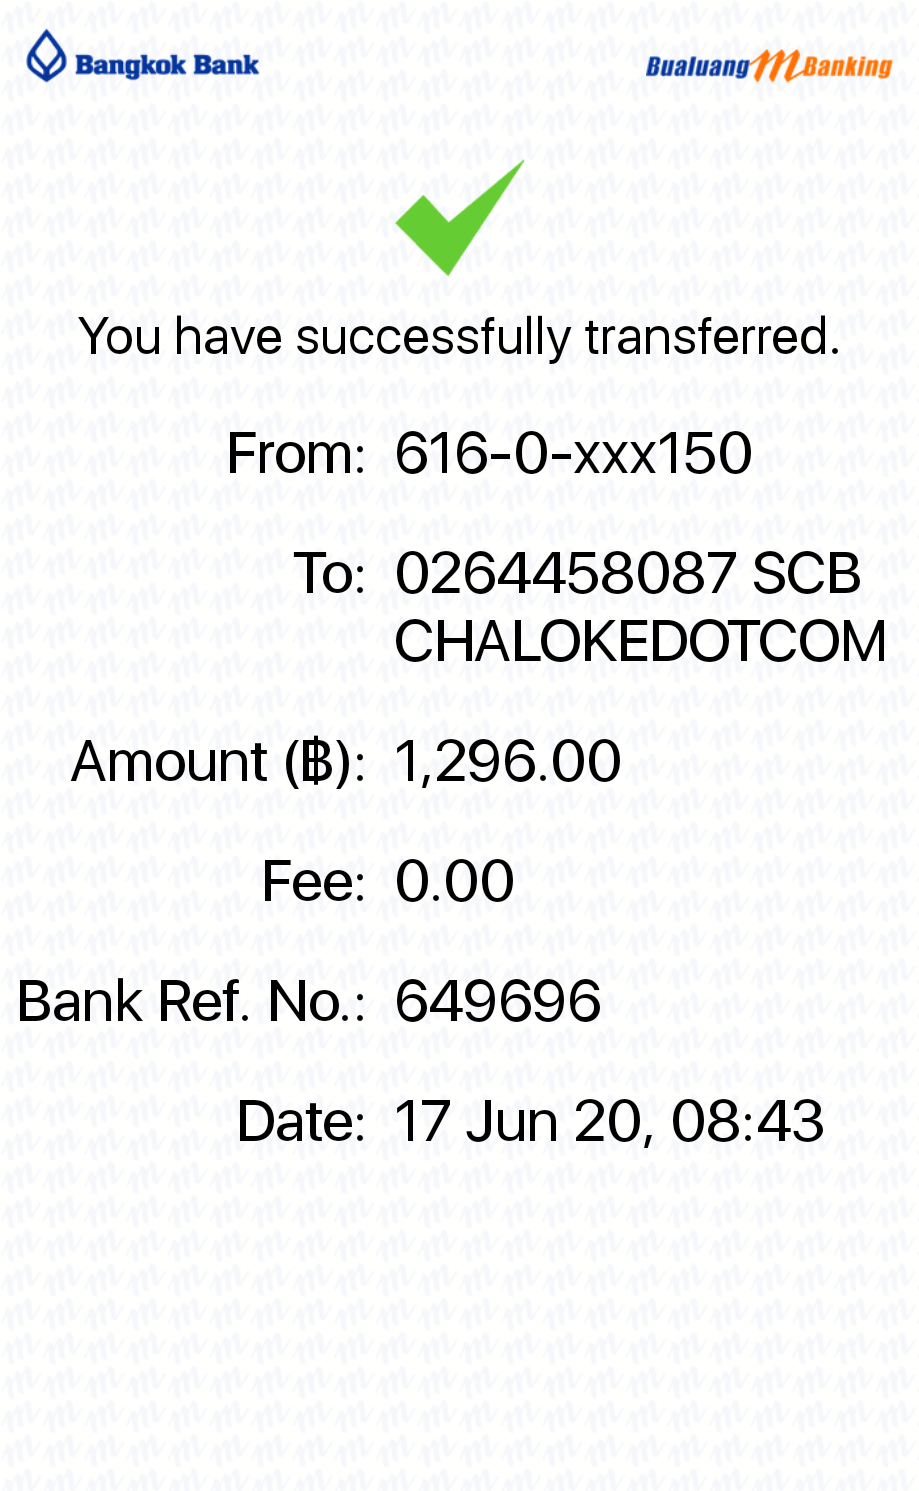 Bangkok Bank
Bualuang mBanking
You have successfully transferred.
From: 616-0-xxx150
To: 0264458087 SCB
CHALOKEDOTCOM
Amount (฿): 1,296.00
Fee: 0.00
Bank Ref. No.: 649696
Date: 17 Jun 20, 08:43